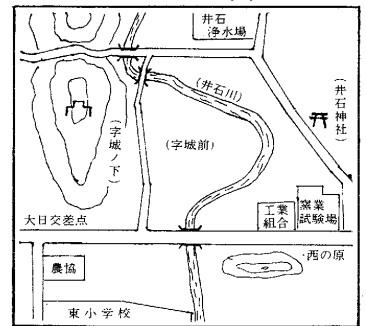 井石
浄水場
(井石川)
(井石神社)
(字城ノ下)
(字城前)
大日交差点
工業
組合
窯業
試験場
農協
・西の原
東小学校